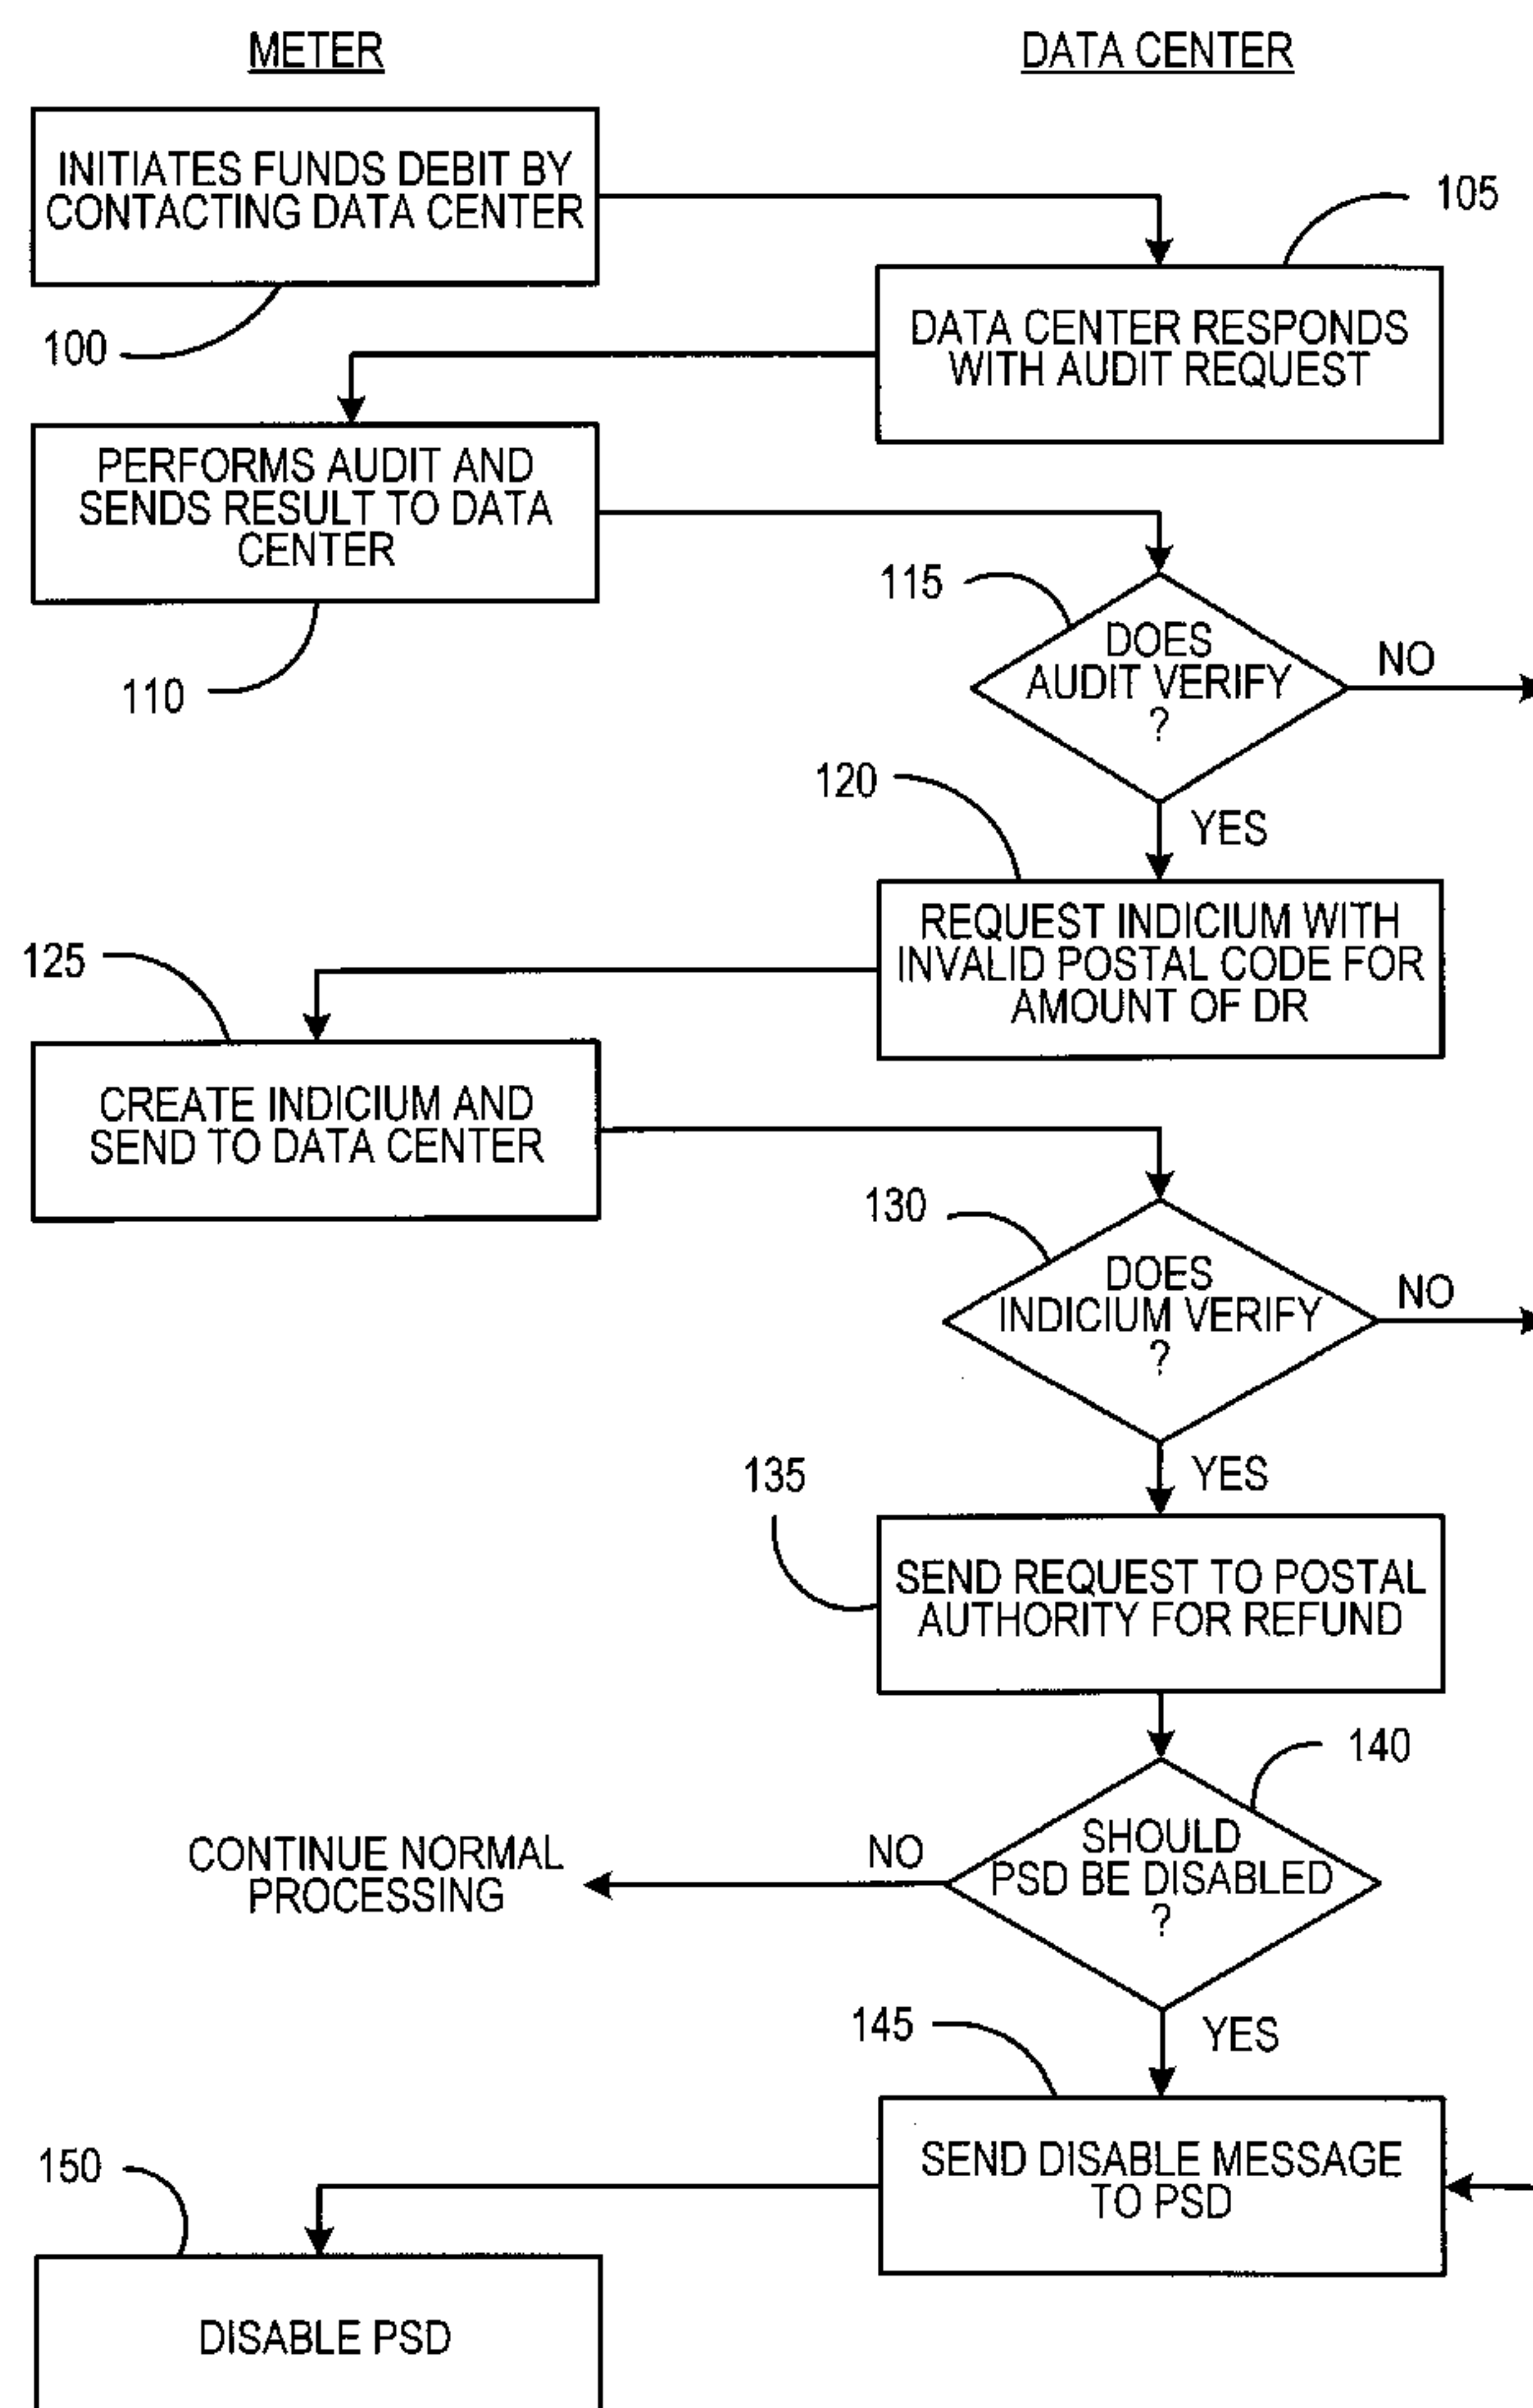 METER
DATA CENTER
INITIATES FUNDS DEBIT BY
CONTACTING DATA CENTER
105
100
DATA CENTER RESPONDS
WITH AUDIT REQUEST
PERFORMS AUDIT AND
SENDS RESULT TO DATA
CENTER
110
115
DOES
AUDIT VERIFY
?
NO
120
YES
REQUEST INDICIUM WITH
INVALID POSTAL CODE FOR
AMOUNT OF DR
125
CREATE INDICIUM AND
SEND TO DATA CENTER
130
DOES
INDICIUM VERIFY
?
NO
135
YES
SEND REQUEST TO POSTAL
AUTHORITY FOR REFUND
140
SHOULD
PSD BE DISABLED
?
NO
CONTINUE NORMAL
PROCESSING
145
YES
SEND DISABLE MESSAGE
TO PSD
150
DISABLE PSD